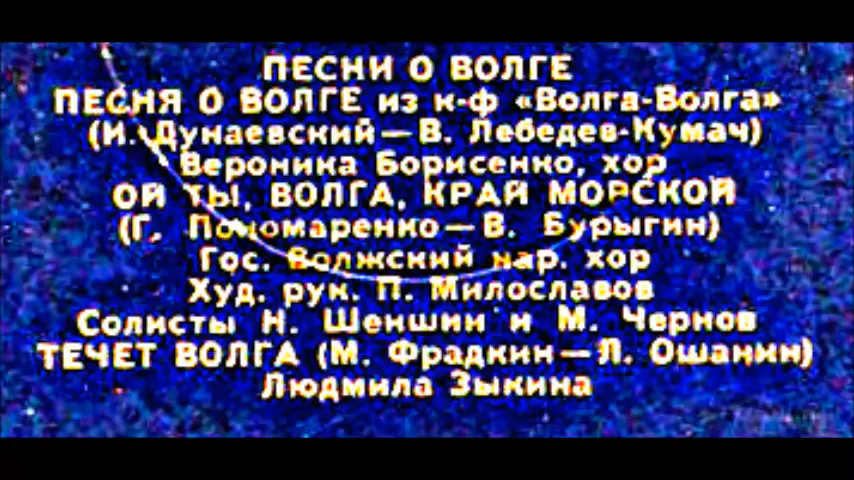 ПЕСНИ О ВОЛГЕ
ПЕСНЯ О ВОЛГЕ из к-ф «Волга-Волга»
(И. Дунаевский — В. Лебедев-Кумач)
Вероника Борисенко, хор
ОЙ ТЫ, ВОЛГА, КРАЙ МОРСКОЙ
(Г. Пономаренко — В. Бурыгин)
Гос. Волжский нар. хор
Худ. рук. П. Милославов
Солисты Н. Шеншин и М. Чернов
ТЕЧЕТ ВОЛГА (М. Фрадкин — Л. Ошанин)
Людмила Зыкина